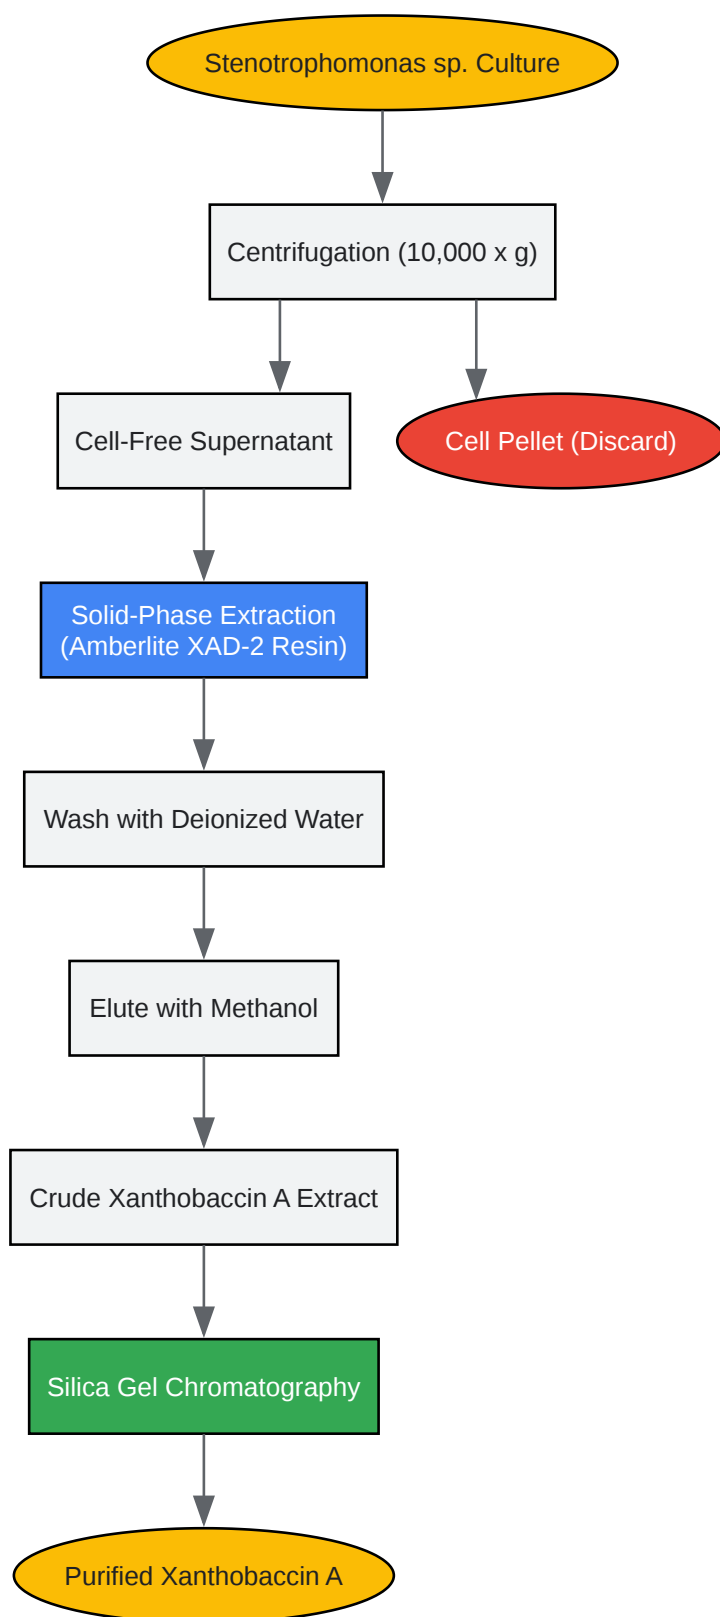 Stenotrophomonas sp. Culture
Centrifugation (10,000 x g)
Cell-Free Supernatant
Cell Pellet (Discard)
Solid-Phase Extraction
(Amberlite XAD-2 Resin)
Wash with Deionized Water
Elute with Methanol
Crude Xanthobaccin A Extract
Silica Gel Chromatography
Purified Xanthobaccin A